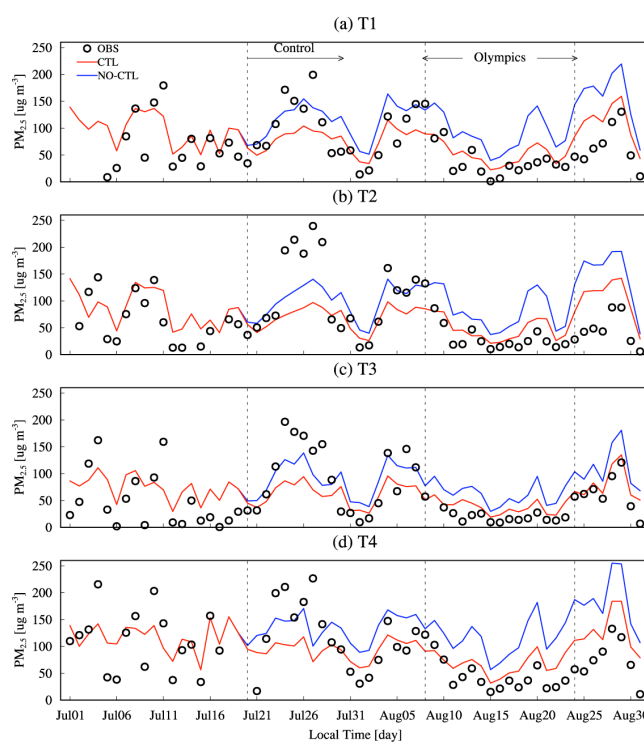 (a) T1
PM2.5 [ug m-3]
250
200
150
100
50
0
OBS
CTL
NO-CTL
Control
Olympics
(b) T2
PM2.5 [ug m-3]
250
200
150
100
50
0
(c) T3
PM2.5 [ug m-3]
250
200
150
100
50
0
(d) T4
PM2.5 [ug m-3]
250
200
150
100
50
0
Jul01 Jul06 Jul11 Jul16 Jul21 Jul26 Jul31 Aug05 Aug10 Aug15 Aug20 Aug25 Aug30
Local Time [day]